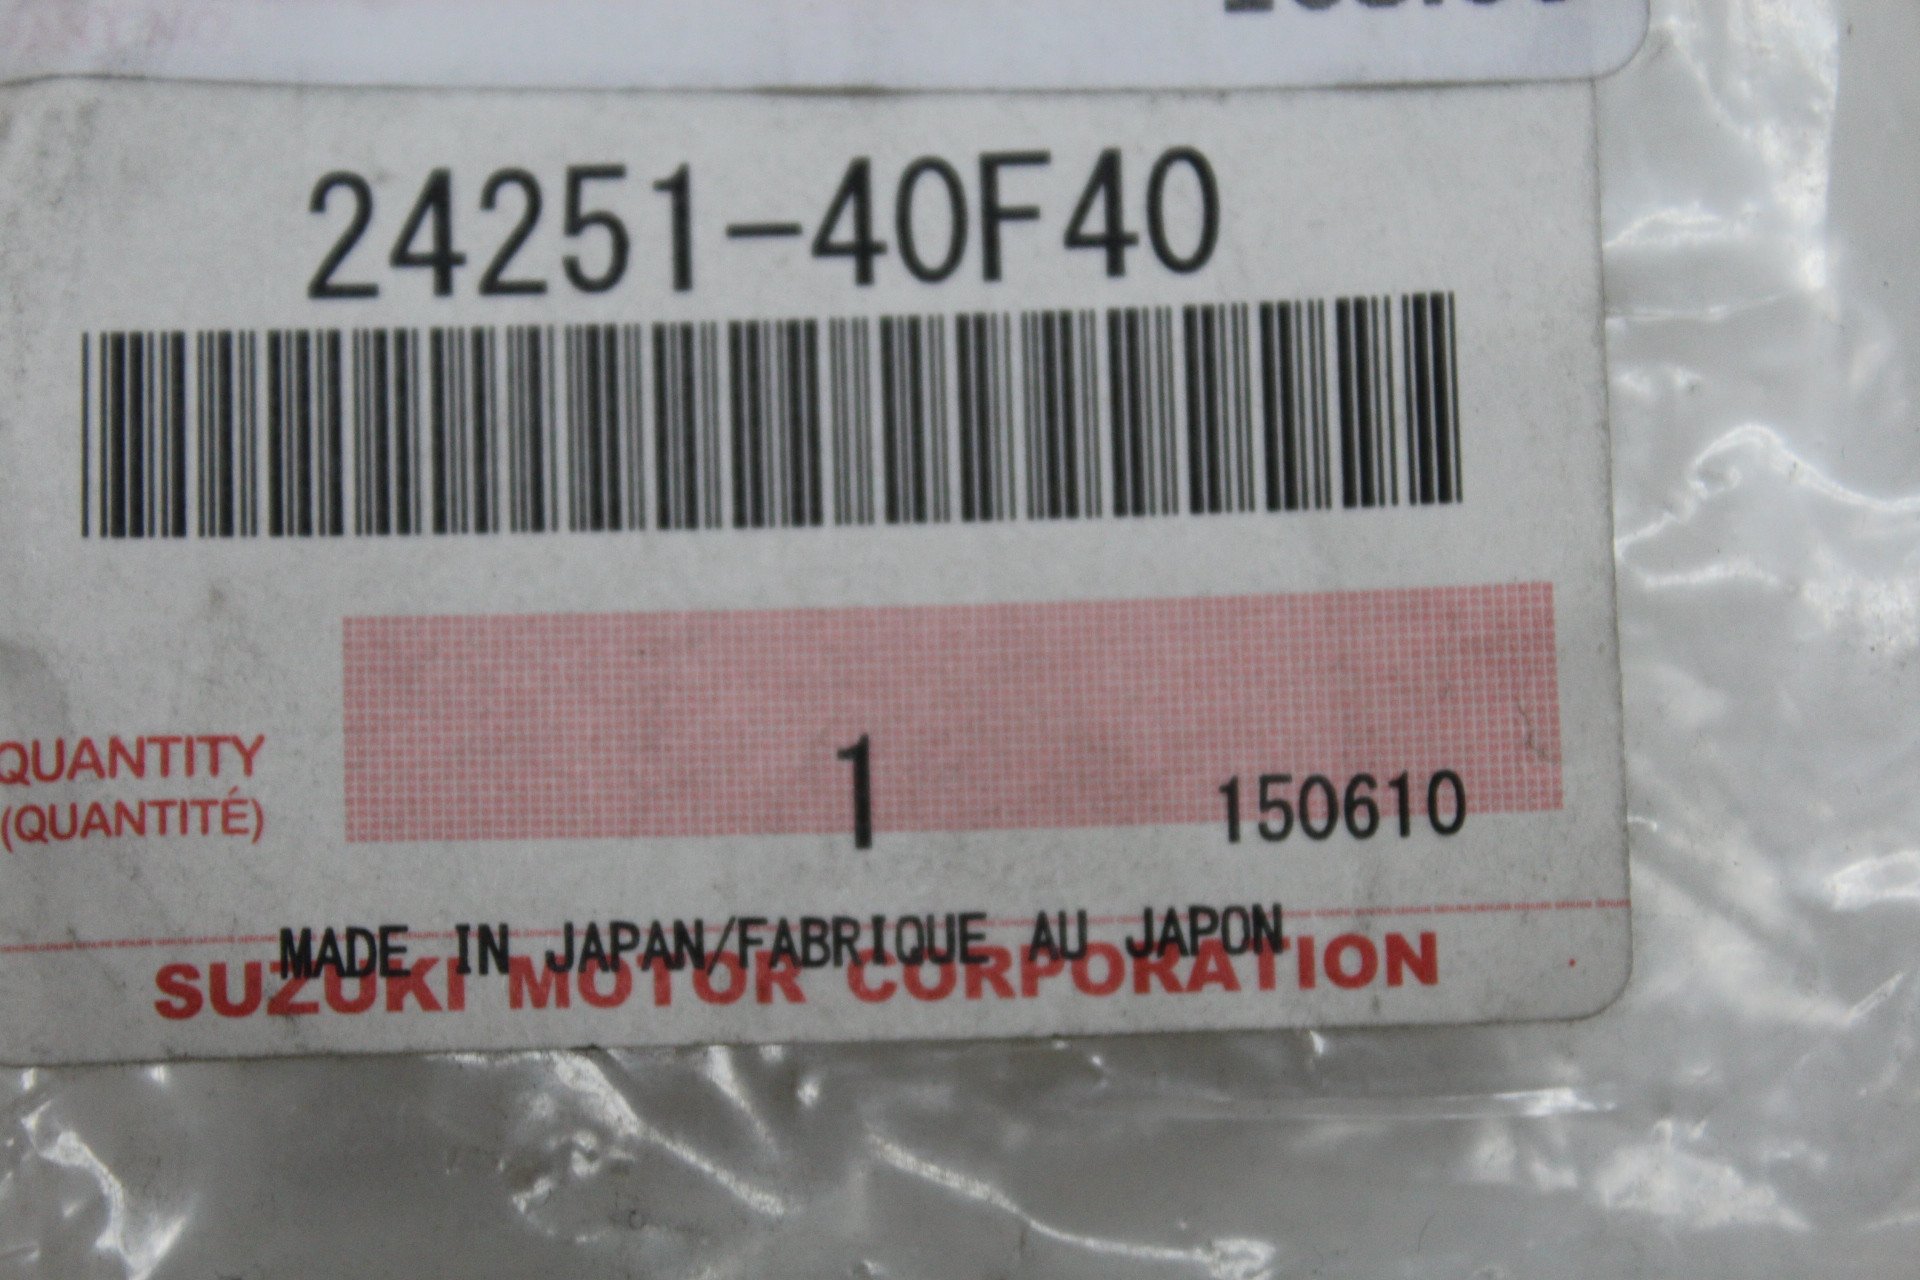 24251-40F40
QUANTITY
(QUANTITÉ)
1
150610
MADE IN JAPAN/FABRIQUE AU JAPON
SUZUKI MOTOR CORPORATION